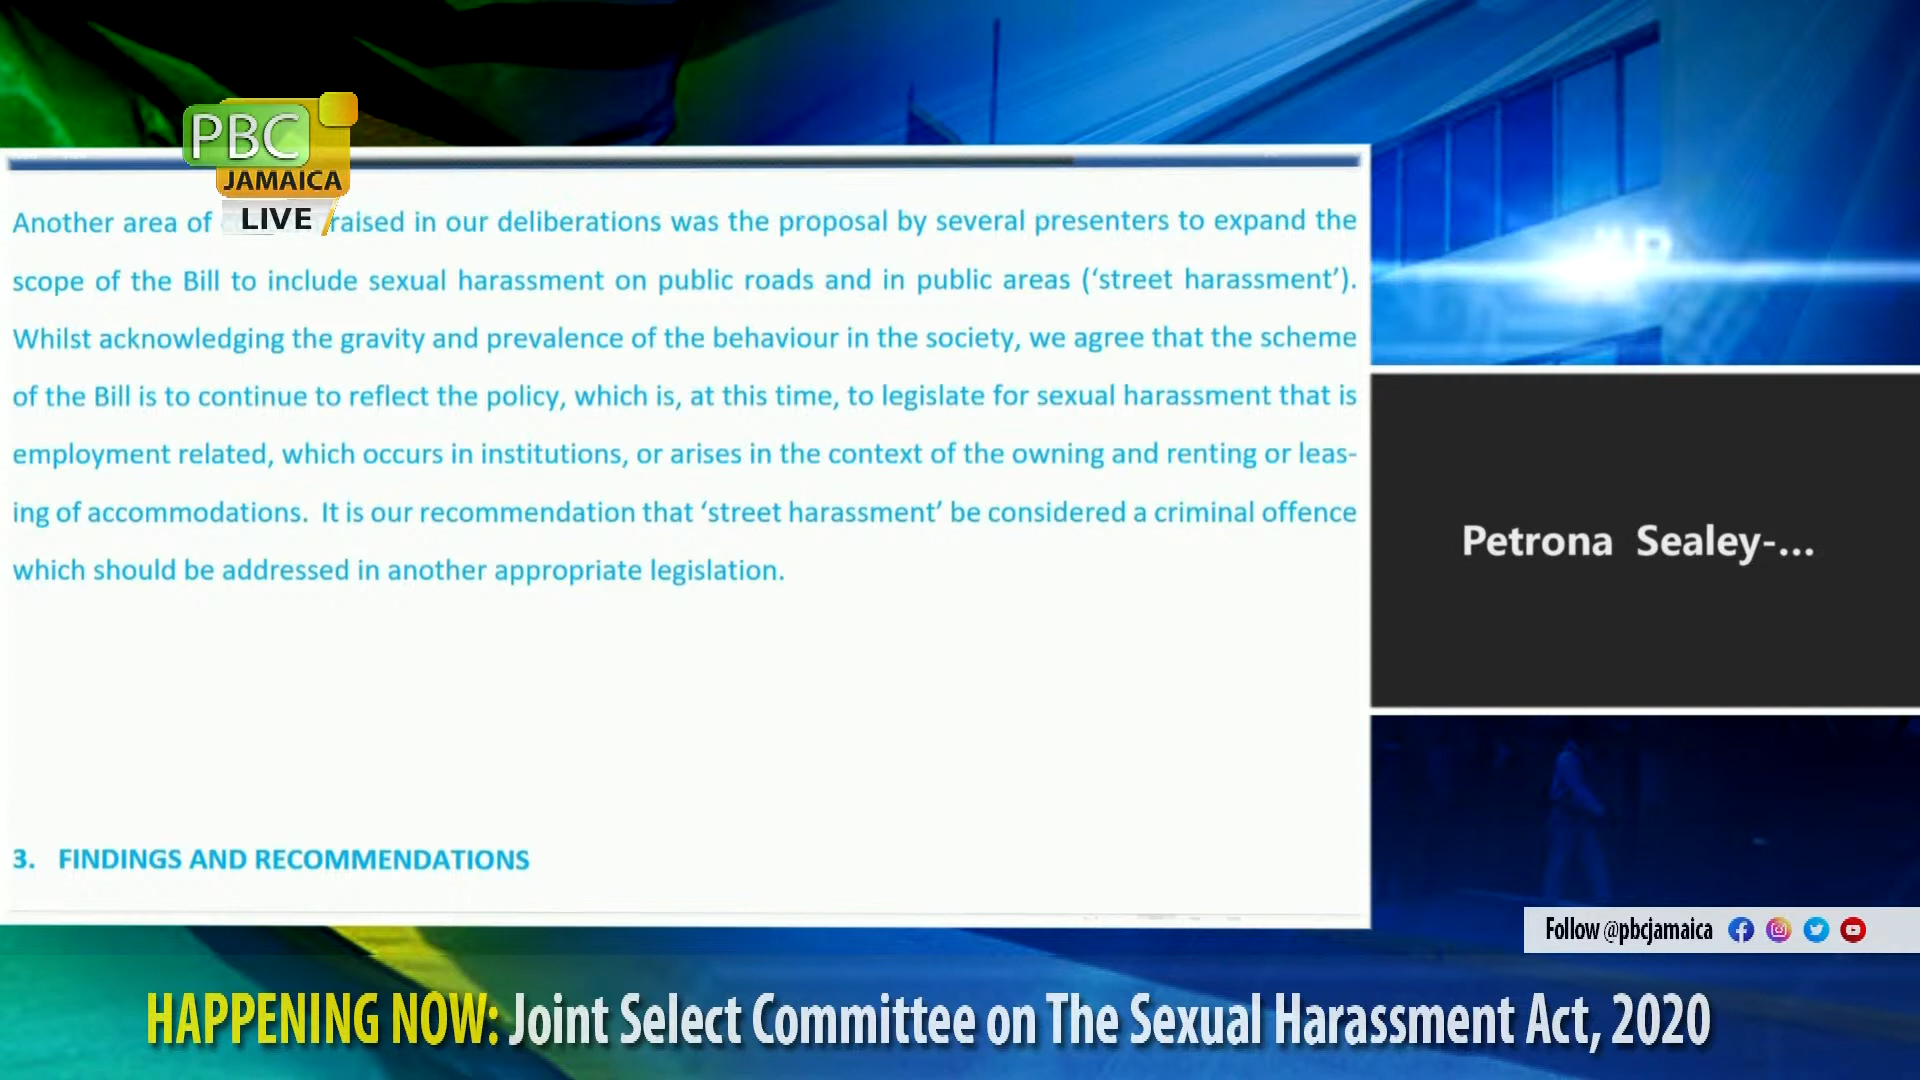 PBC
JAMAICA
LIVE
Another area of raised in our deliberations was the proposal by several presenters to expand the
scope of the Bill to include sexual harassment on public roads and in public areas (‘street harassment’).
Whilst acknowledging the gravity and prevalence of the behaviour in the society, we agree that the scheme
of the Bill is to continue to reflect the policy, which is, at this time, to legislate for sexual harassment that is
employment related, which occurs in institutions, or arises in the context of the owning and renting or leas-
ing of accommodations. It is our recommendation that ‘street harassment’ be considered a criminal offence
which should be addressed in another appropriate legislation.
3. FINDINGS AND RECOMMENDATIONS
Petrona Sealey-...
Follow @pbcjamaica
HAPPENING NOW: Joint Select Committee on The Sexual Harassment Act, 2020